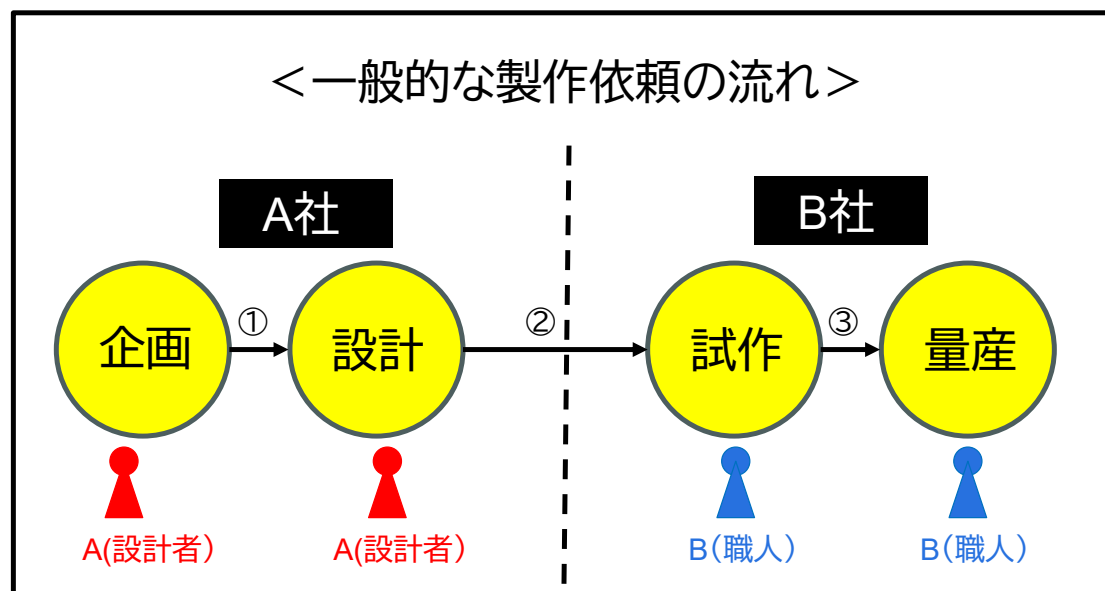 ＜一般的な製作依頼の流れ＞
A社
B社
企画
①
設計
②
試作
③
量産
A(設計者）
A(設計者）
B（職人）
B（職人）